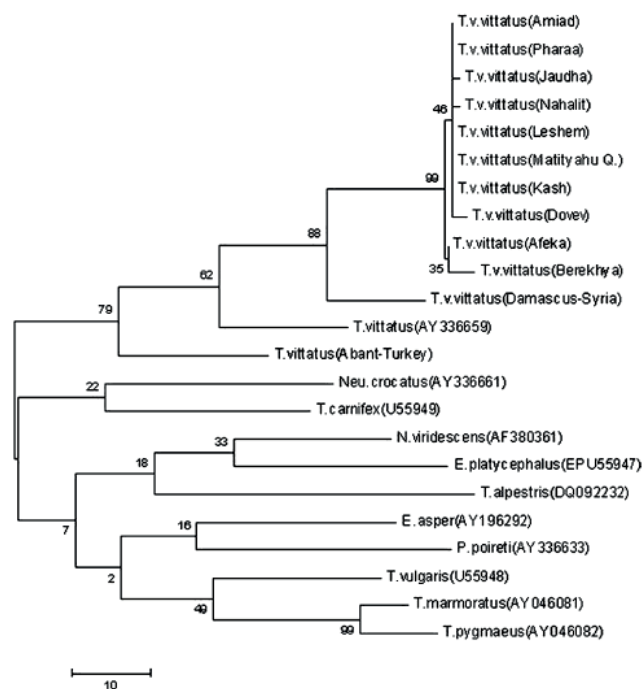 T.v.vittatus(Amiad)
T.v.vittatus(Pharaa)
T.v.vittatus(Jaudha)
46
T.v.vittatus(Nahalit)
T.v.vittatus(Leshem)
T.v.vittatus(Matityahu Q.)
99
T.v.vittatus(Kash)
T.v.vittatus(Dovev)
88
T.v.vittatus(Afeka)
35
T.v.vittatus(Berekhya)
62
T.v.vittatus(Damascus-Syria)
79
T.vittatus(AY336659)
T.vittatus(Abant-Turkey)
22
Neu.crocatus(AY336661)
T.carnifex(U55949)
33
N.viridescens(AF380361)
18
E.platycephalus(EPU55947)
T.alpestris(DQ092232)
7
16
E.asper(AY196292)
P.poireti(AY336633)
2
T.vulgaris(U55948)
49
T.marmoratus(AY046081)
99
T.pygmaeus(AY046082)
10